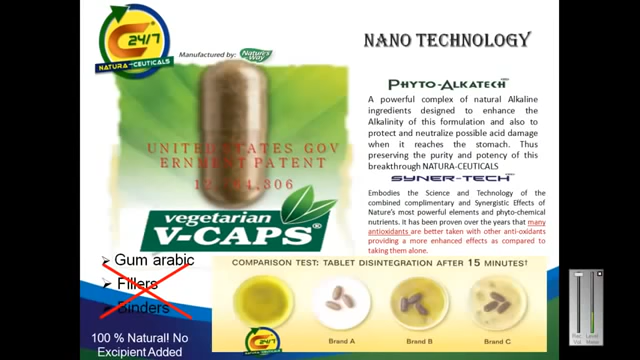 24/7
NATURA-CEUTICALS
Manufactured by: Nature's Way
NANO TECHNOLOGY
PHYTO-ALKATECH
A powerful complex of natural Alkaline
ingredients designed to enhance the
Alkalinity of this formulation and also to
protect and neutralize possible acid damage
when it reaches the stomach. Thus
preserving the purity and potency of this
breakthrough NATURA-CEUTICALS
SYNER-TECH
Embodies the Science and Technology of the
combined complimentary and Synergistic Effects of
Nature's most powerful elements and phyto-chemical
nutrients. It has been proven over the years that many
antioxidants are better taken with other anti-oxidants
providing a more enhanced effects as compared to
taking them alone.
UNITED STATES GOV
ERNMENT PATENT
vegetarian
V-CAPS®
Gum arabic
Fillers
Binders
100 % Natural! No
Excipient Added
COMPARISON TEST: TABLET DISINTEGRATION AFTER 15 MINUTES†
24/7
Brand A
Brand B
Brand C